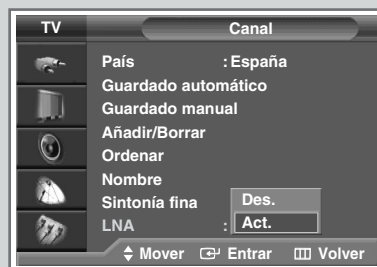 TV Canal
País : España
Guardado automático
Guardado manual
Añadir/Borrar
Ordenar
Nombre
Sintonía fina Des.
LNA : Act.
Mover Entrar Volver